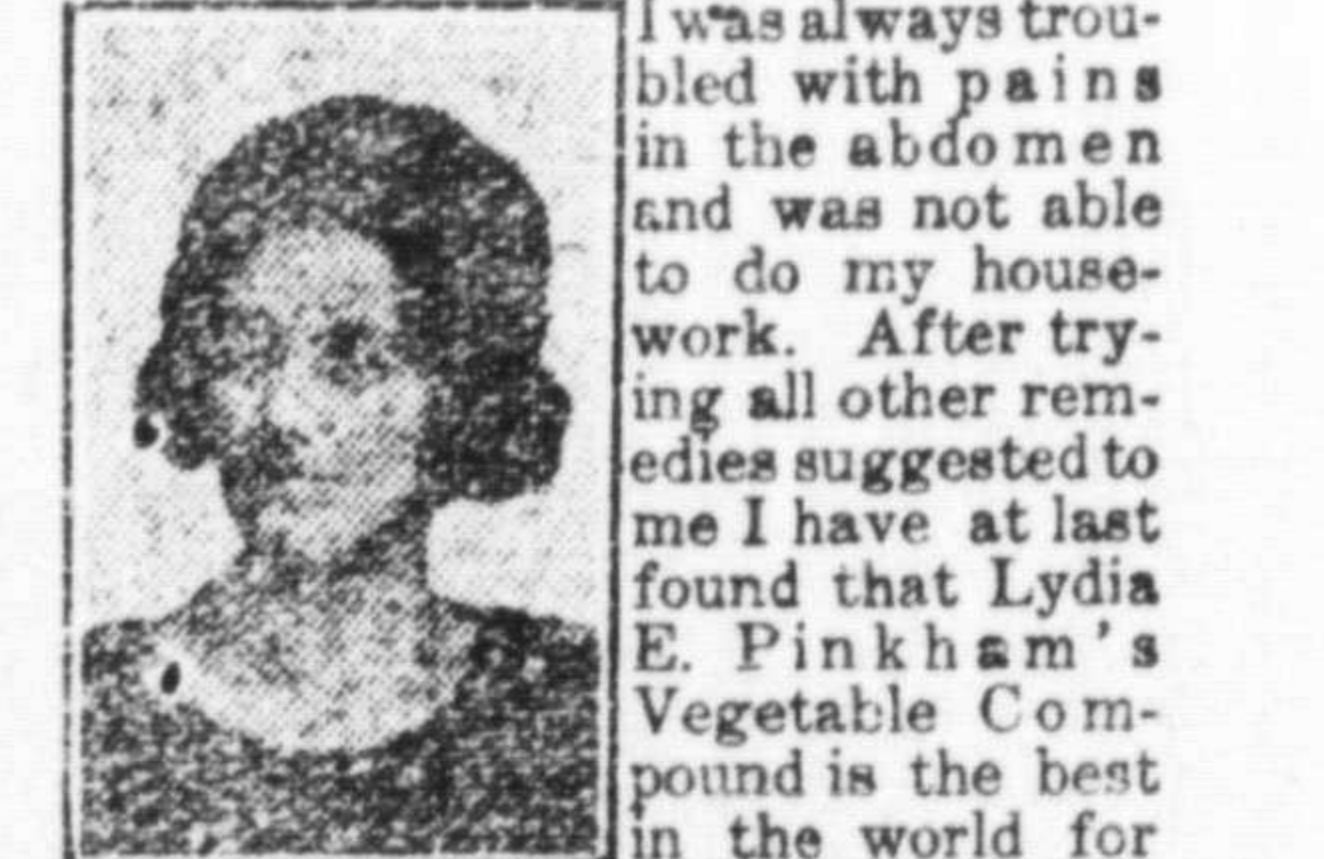 I was always trou-
bled with pains
in the abdomen
and was not able
to do my house-
work. After try-
ing all other rem-
edies suggested to
me I have at last
found that Lydia
E. Pinkham's
Vegetable Com-
pound is the best
in the world for